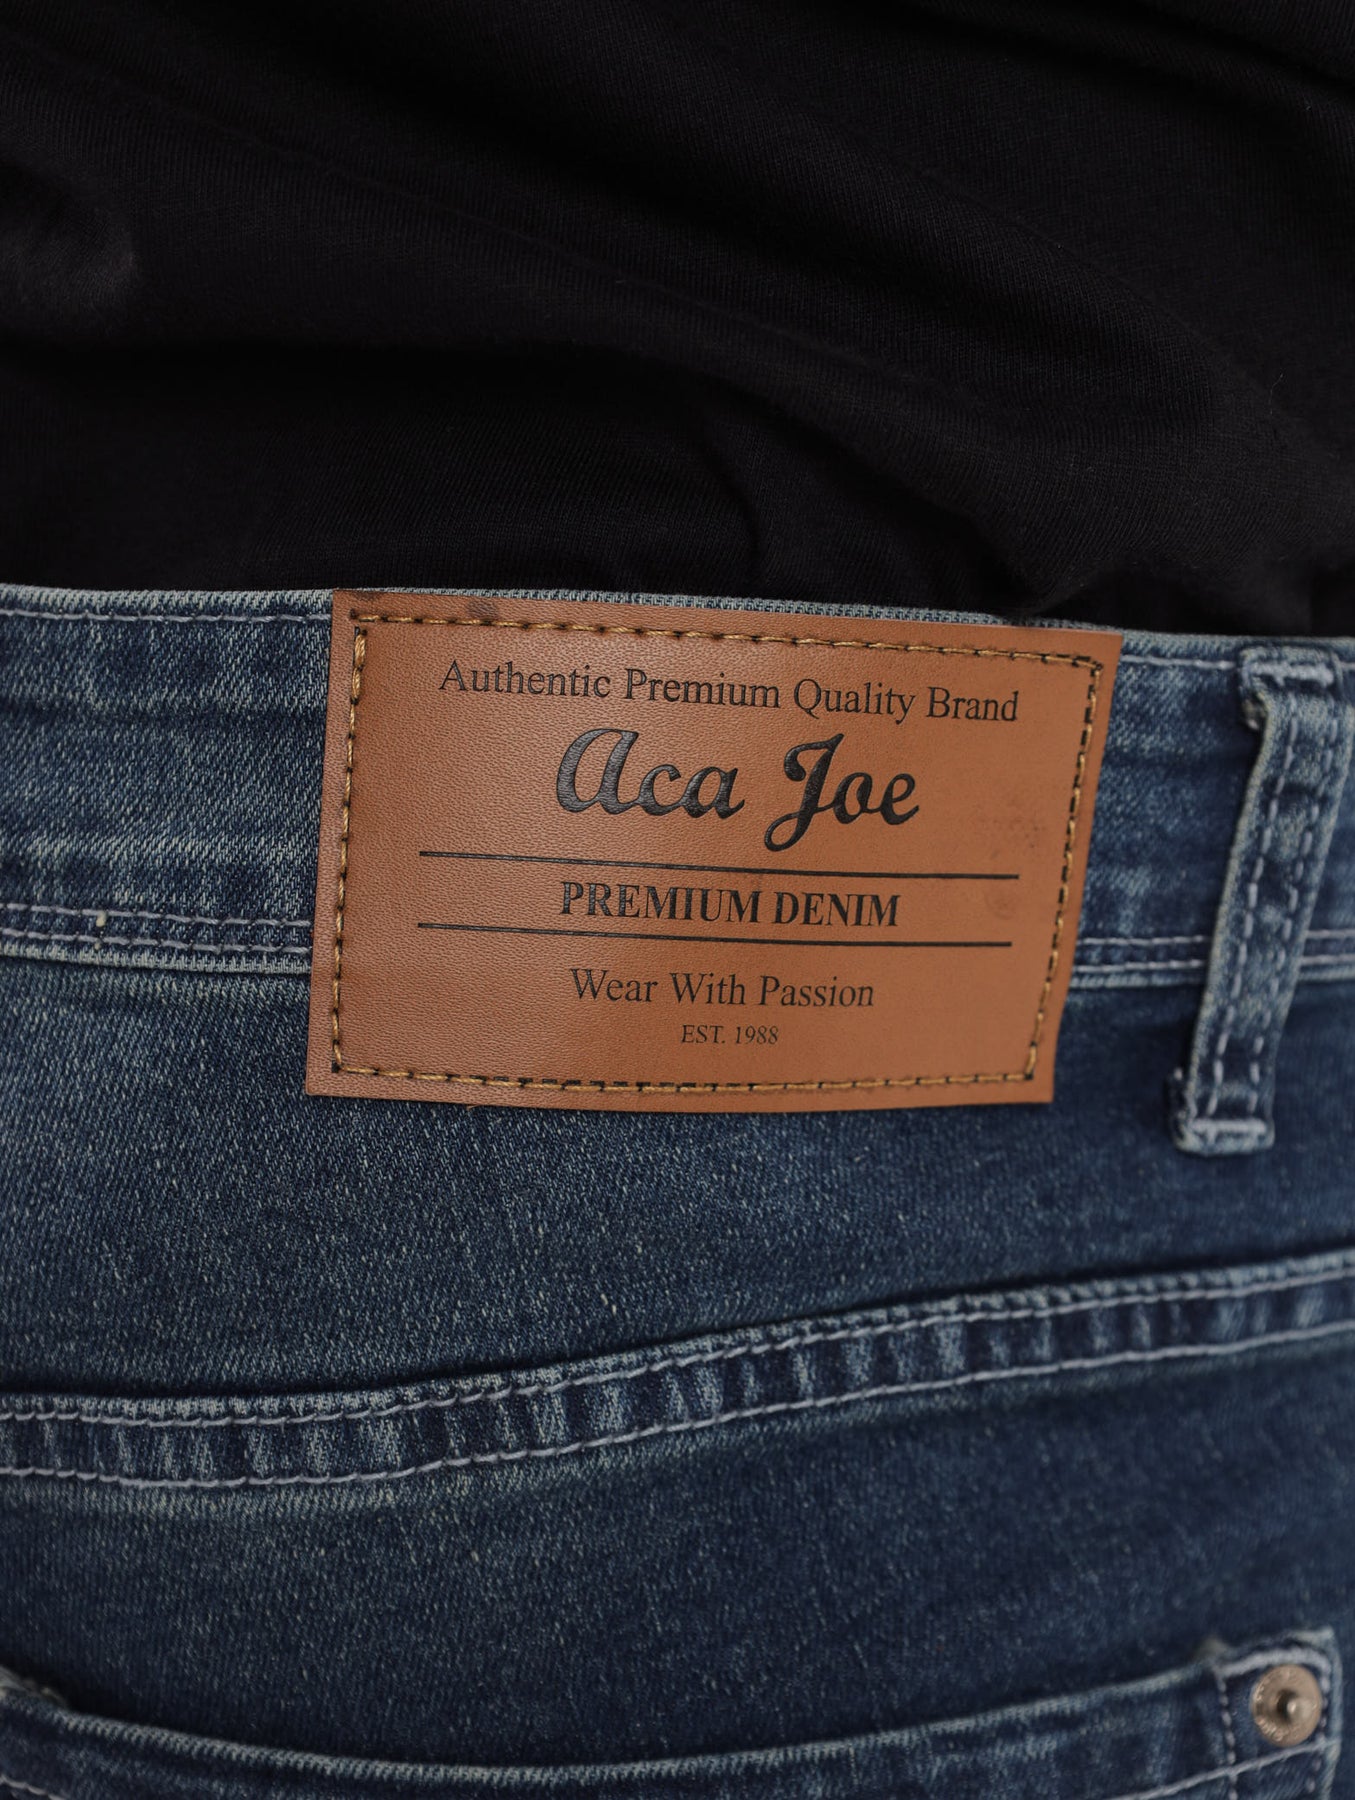 Authentic Premium Quality Brand
Aca Joe
PREMIUM DENIM
Wear With Passion
EST. 1988